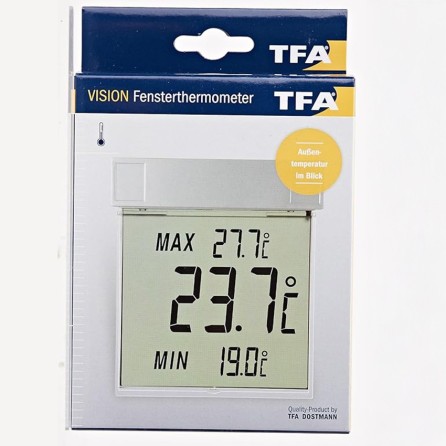 TFA
VISION Fensterthermometer TFA
Außen-
temperatur
im Blick
MAX 27.7°C
23.7°C
MIN 19.0°C
Quality-Product by
TFA DOSTMANN